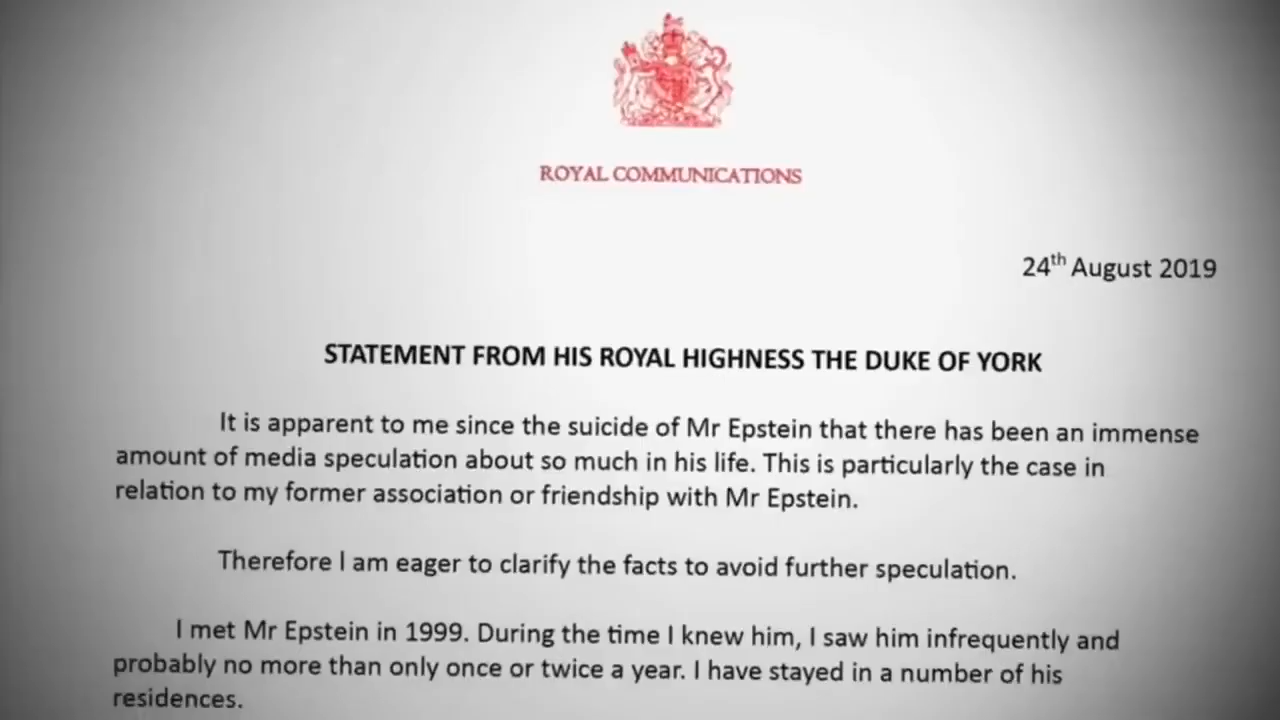 ROYAL COMMUNICATIONS
24th August 2019
STATEMENT FROM HIS ROYAL HIGHNESS THE DUKE OF YORK
It is apparent to me since the suicide of Mr Epstein that there has been an immense
amount of media speculation about so much in his life. This is particularly the case in
relation to my former association or friendship with Mr Epstein.
Therefore I am eager to clarify the facts to avoid further speculation.
I met Mr Epstein in 1999. During the time I knew him, I saw him infrequently and
probably no more than only once or twice a year. I have stayed in a number of his
residences.